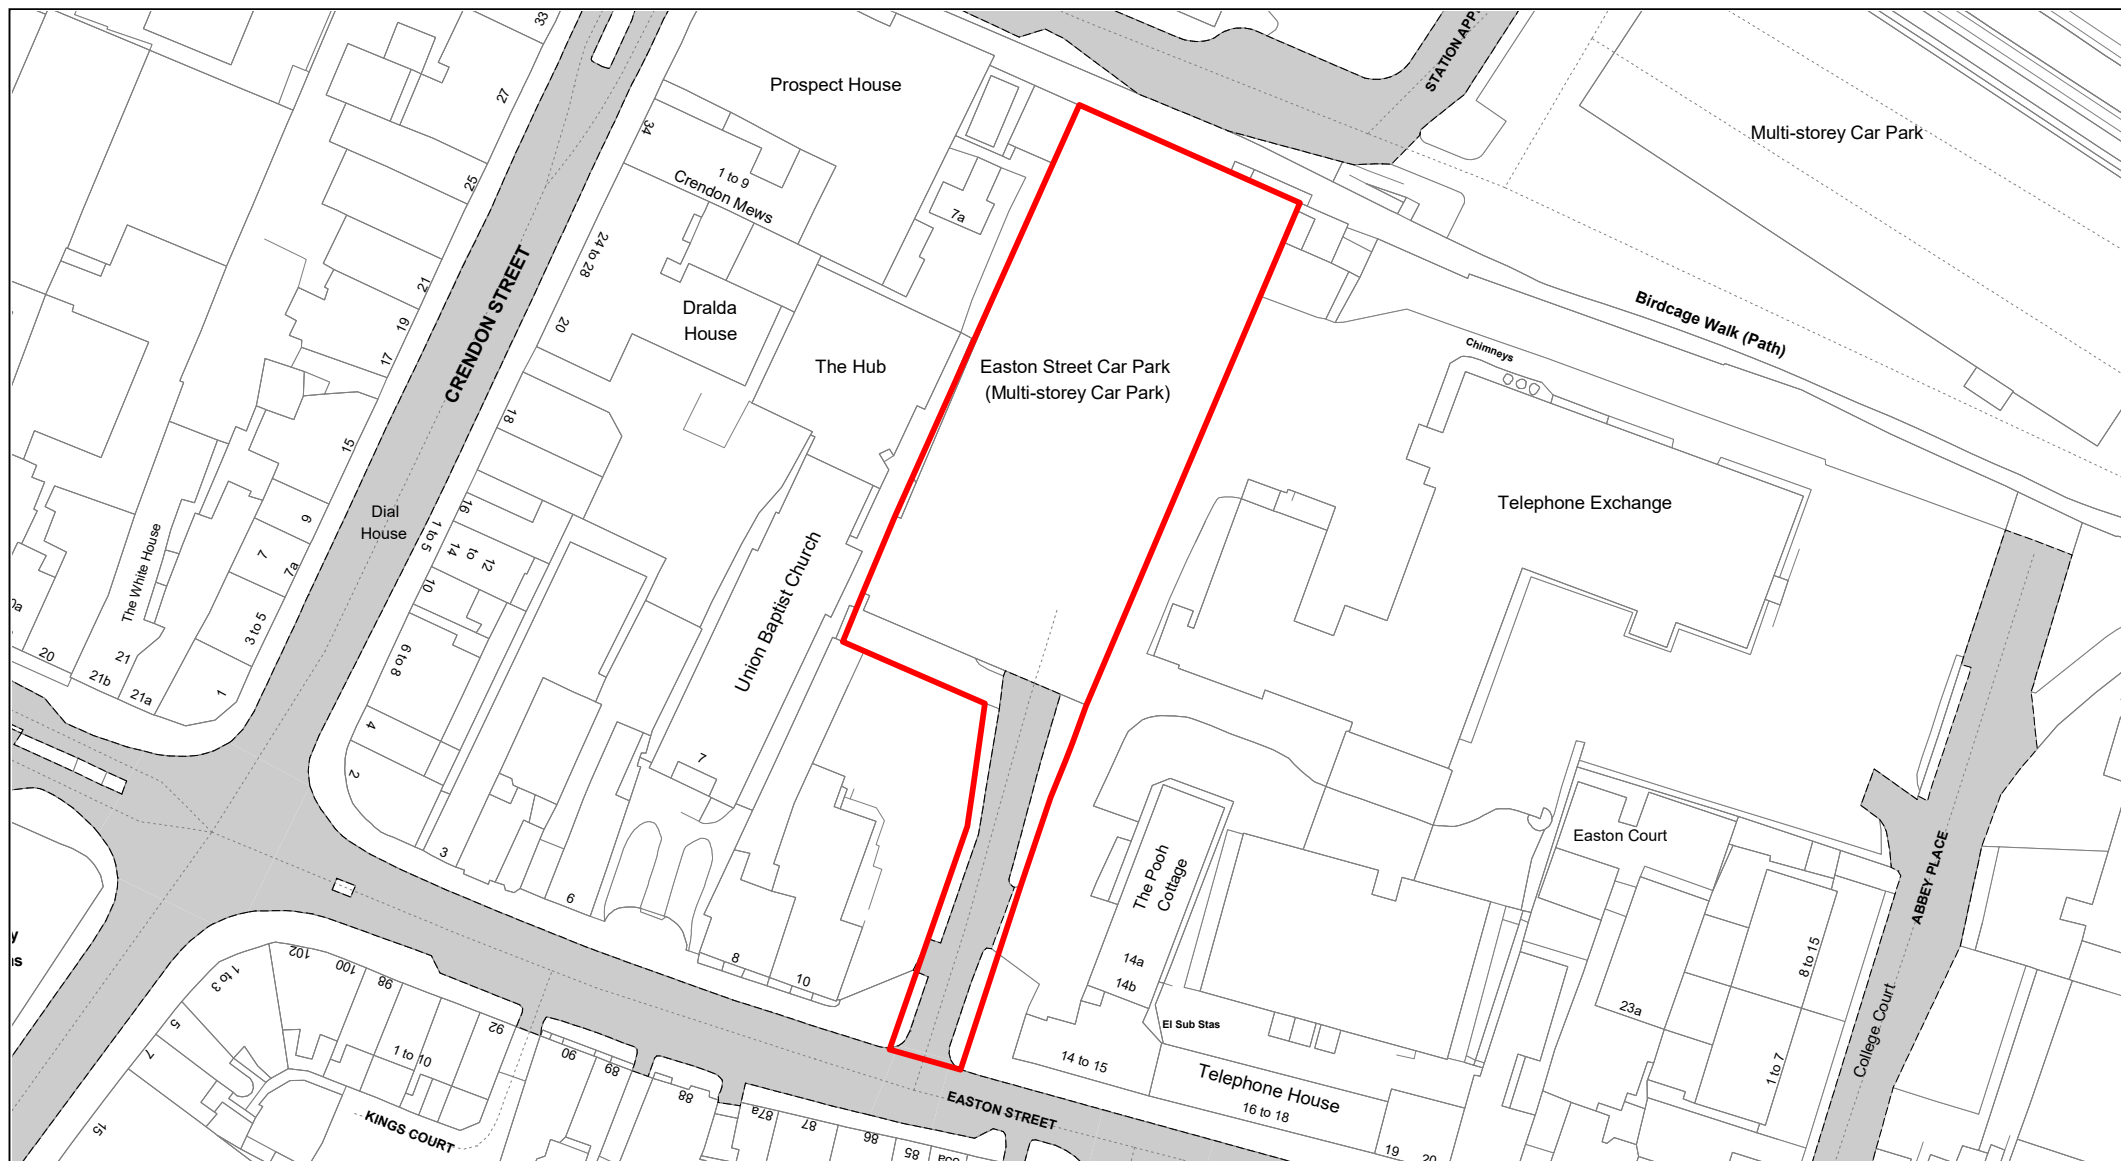 33
27
25
21
19
17
15
9
7
7a
3 to 5
1
The White House
20
21b
21
21a
CRENDON STREET
Dial
House
Prospect House
34
1 to 9
Crendon Mews
24 to 28
20
Dralda
House
The Hub
7a
18
16
1 to 5
14
to
12
10
6 to 8
4
2
Union Baptist Church
7
3
6
8
10
Easton Street Car Park
(Multi-storey Car Park)
Multi-storey Car Park
Birdcage Walk (Path)
Chimneys
Telephone Exchange
Easton Court
The Pooh
Cottage
14a
14b
El Sub Stas
14 to 15
Telephone House
16 to 18
19
20
23a
8 to 15
1 to 7
College Court
ABBEY PLACE
EASTON STREET
KINGS COURT
1 to 3
5
7
15
102
100
98
92
1 to 10
90
89
88
87a
87
86
85